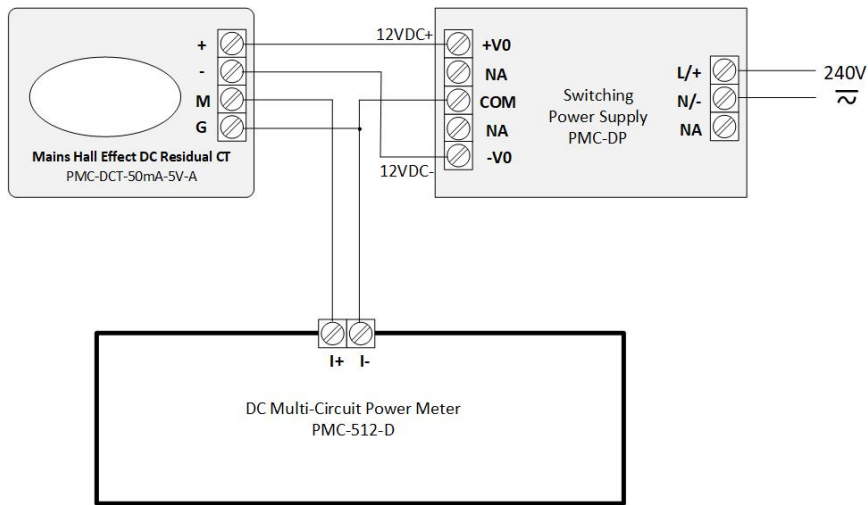 +
-
M
G
Mains Hall Effect DC Residual CT
PMC-DCT-50mA-5V-A
12VDC+
12VDC-
+V0
NA
COM
NA
-V0
Switching
Power Supply
PMC-DP
L/+
N/-
NA
240V
I+ I-
DC Multi-Circuit Power Meter
PMC-512-D